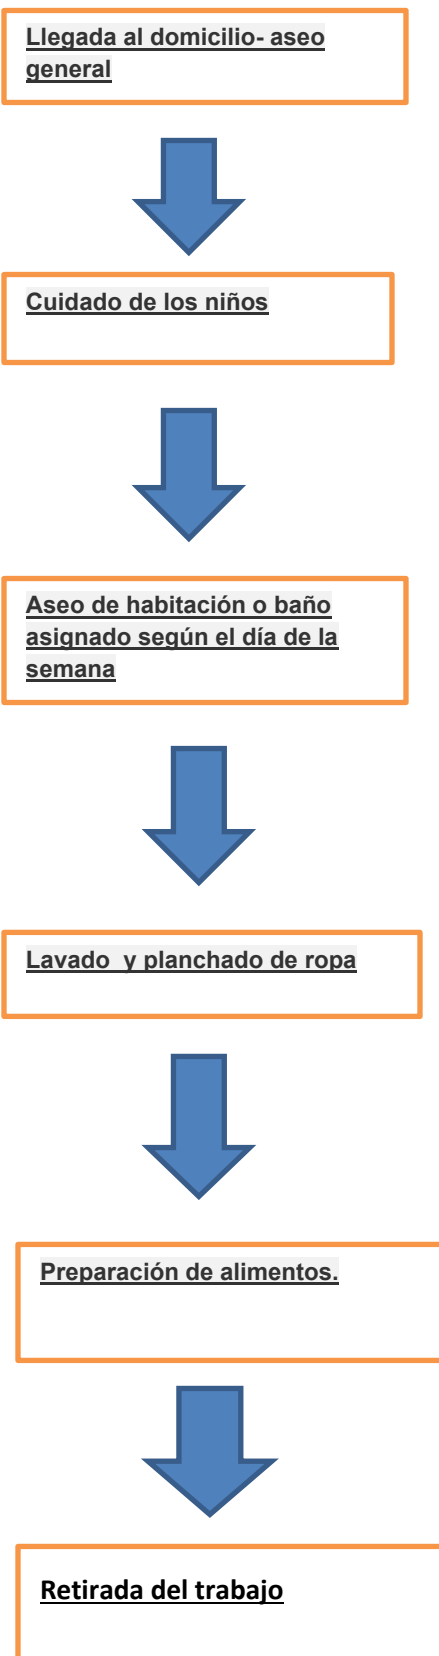 Llegada al domicilio- aseo
general
Cuidado de los niños
Aseo de habitación o baño
asignado según el día de la
semana
Lavado  y planchado de ropa
Preparación de alimentos.
Retirada del trabajo